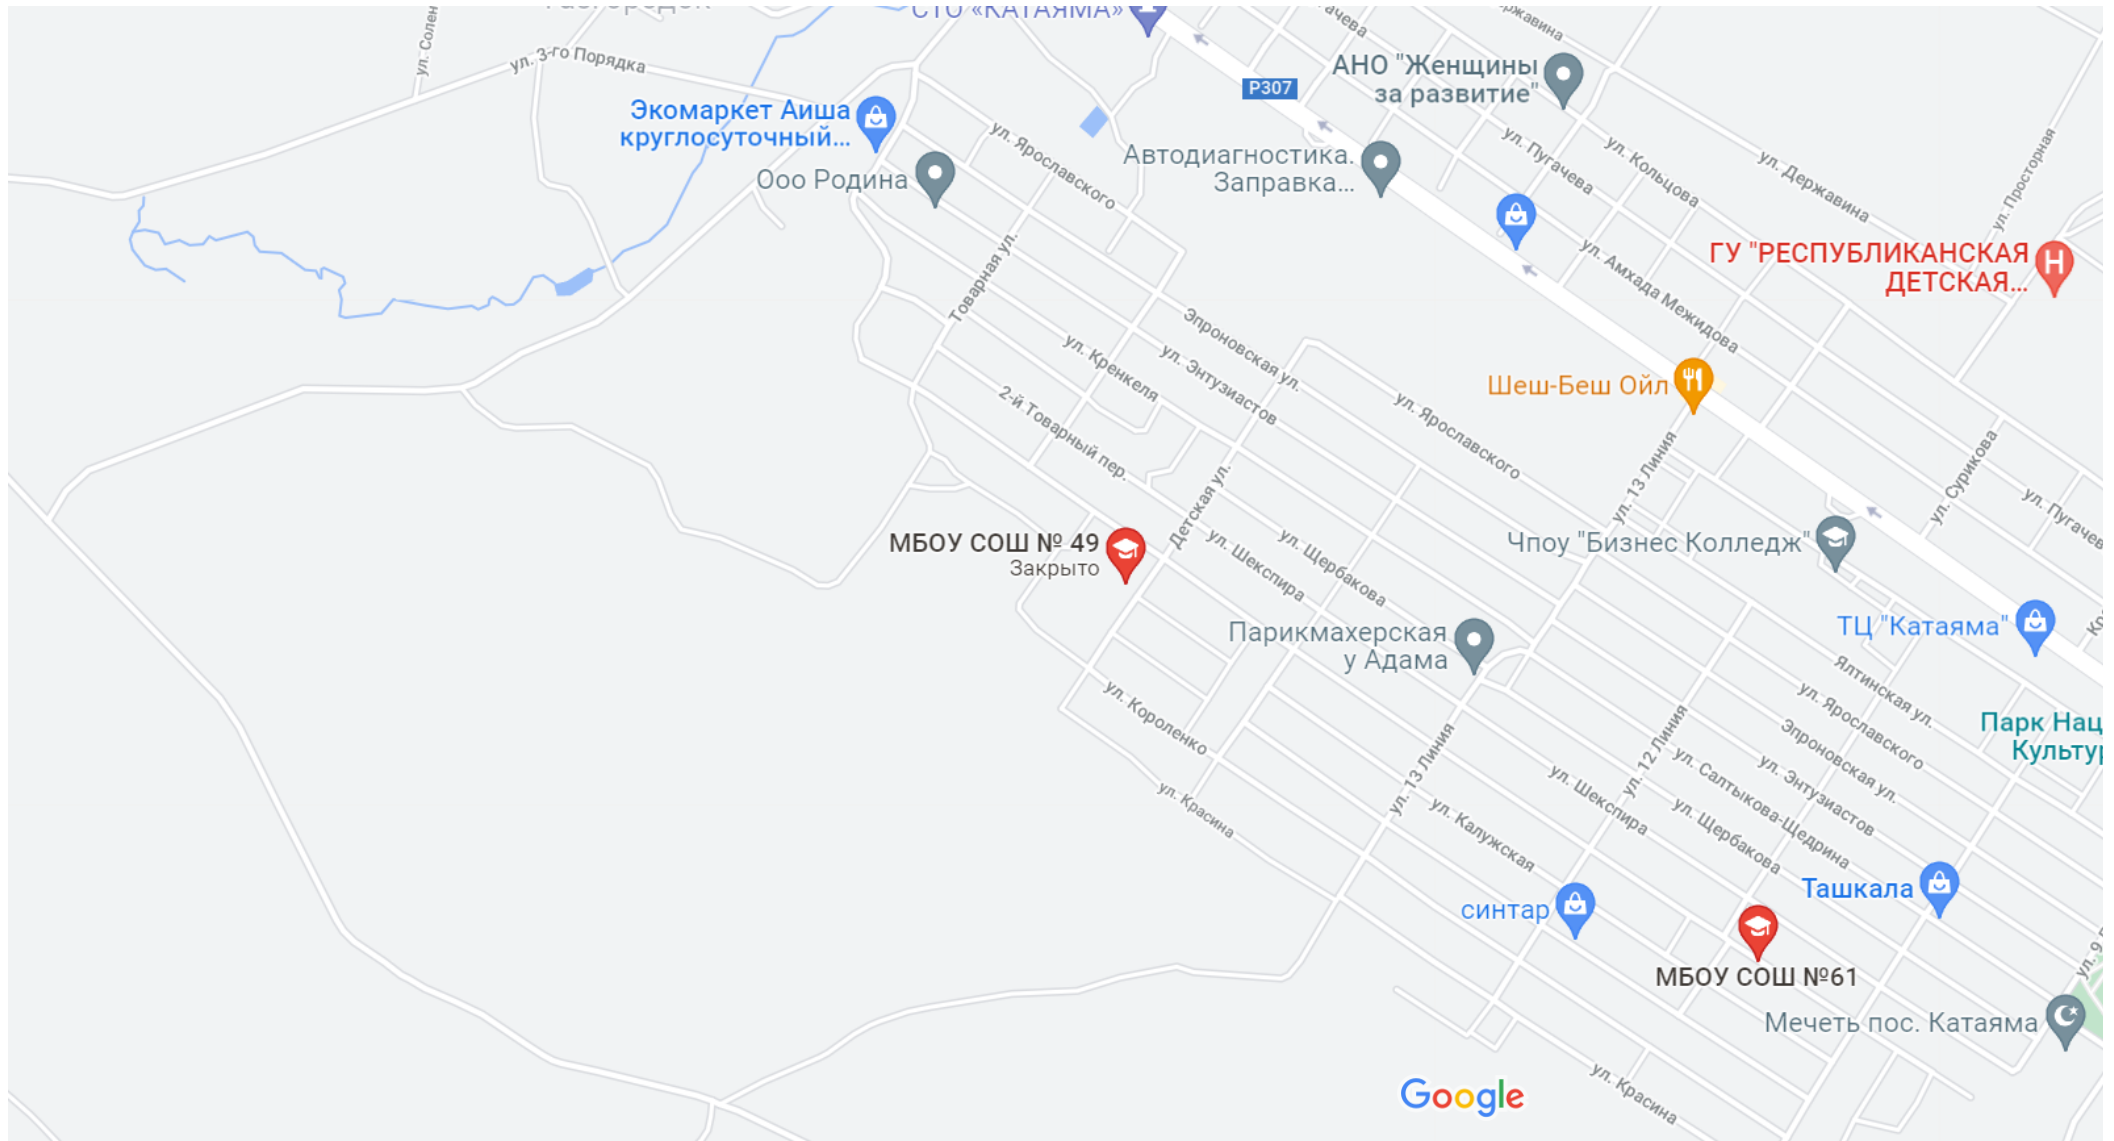 СТО «КАТАЯМА»
ул. 3-го Порядка
Р307
АНО "Женщины
за развитие"
Экомаркет Аиша
круглосуточный...
Ооо Родина
ул. Ярославского
Автодиагностика.
Заправка...
ул. Пугачева
ул. Кольцова
ул. Державина
ул. Просторная
ул. Амхада Межидова
ГУ "РЕСПУБЛИКАНСКАЯ
ДЕТСКАЯ...
Товарная ул.
ул. Кренкеля
ул. Энтузиастов
Эпроновская ул.
2-й Товарный пер.
ул. Ярославского
Шеш-Беш Ойл
ул. 13 Линия
ул. Сурикова
ул. Пугачев
Детская ул.
МБОУ СОШ № 49
Закрыто
ул. Шекспира
ул. Щербакова
Чпоу "Бизнес Колледж"
Парикмахерская
у Адама
ТЦ "Катаяма"
Ялтинская ул.
ул. Ярославского
Эпроновская ул.
Парк Нац
Культур
ул. Короленко
ул. Красина
ул. 13 Линия
ул. 12 Линия
ул. Шекспира
ул. Салтыкова-Щедрина
ул. Энтузиастов
ул. Щербакова
ул. Калужская
синтар
Ташкала
МБОУ СОШ №61
ул. 9
Мечеть пос. Катаяма
ул. Красина
Google